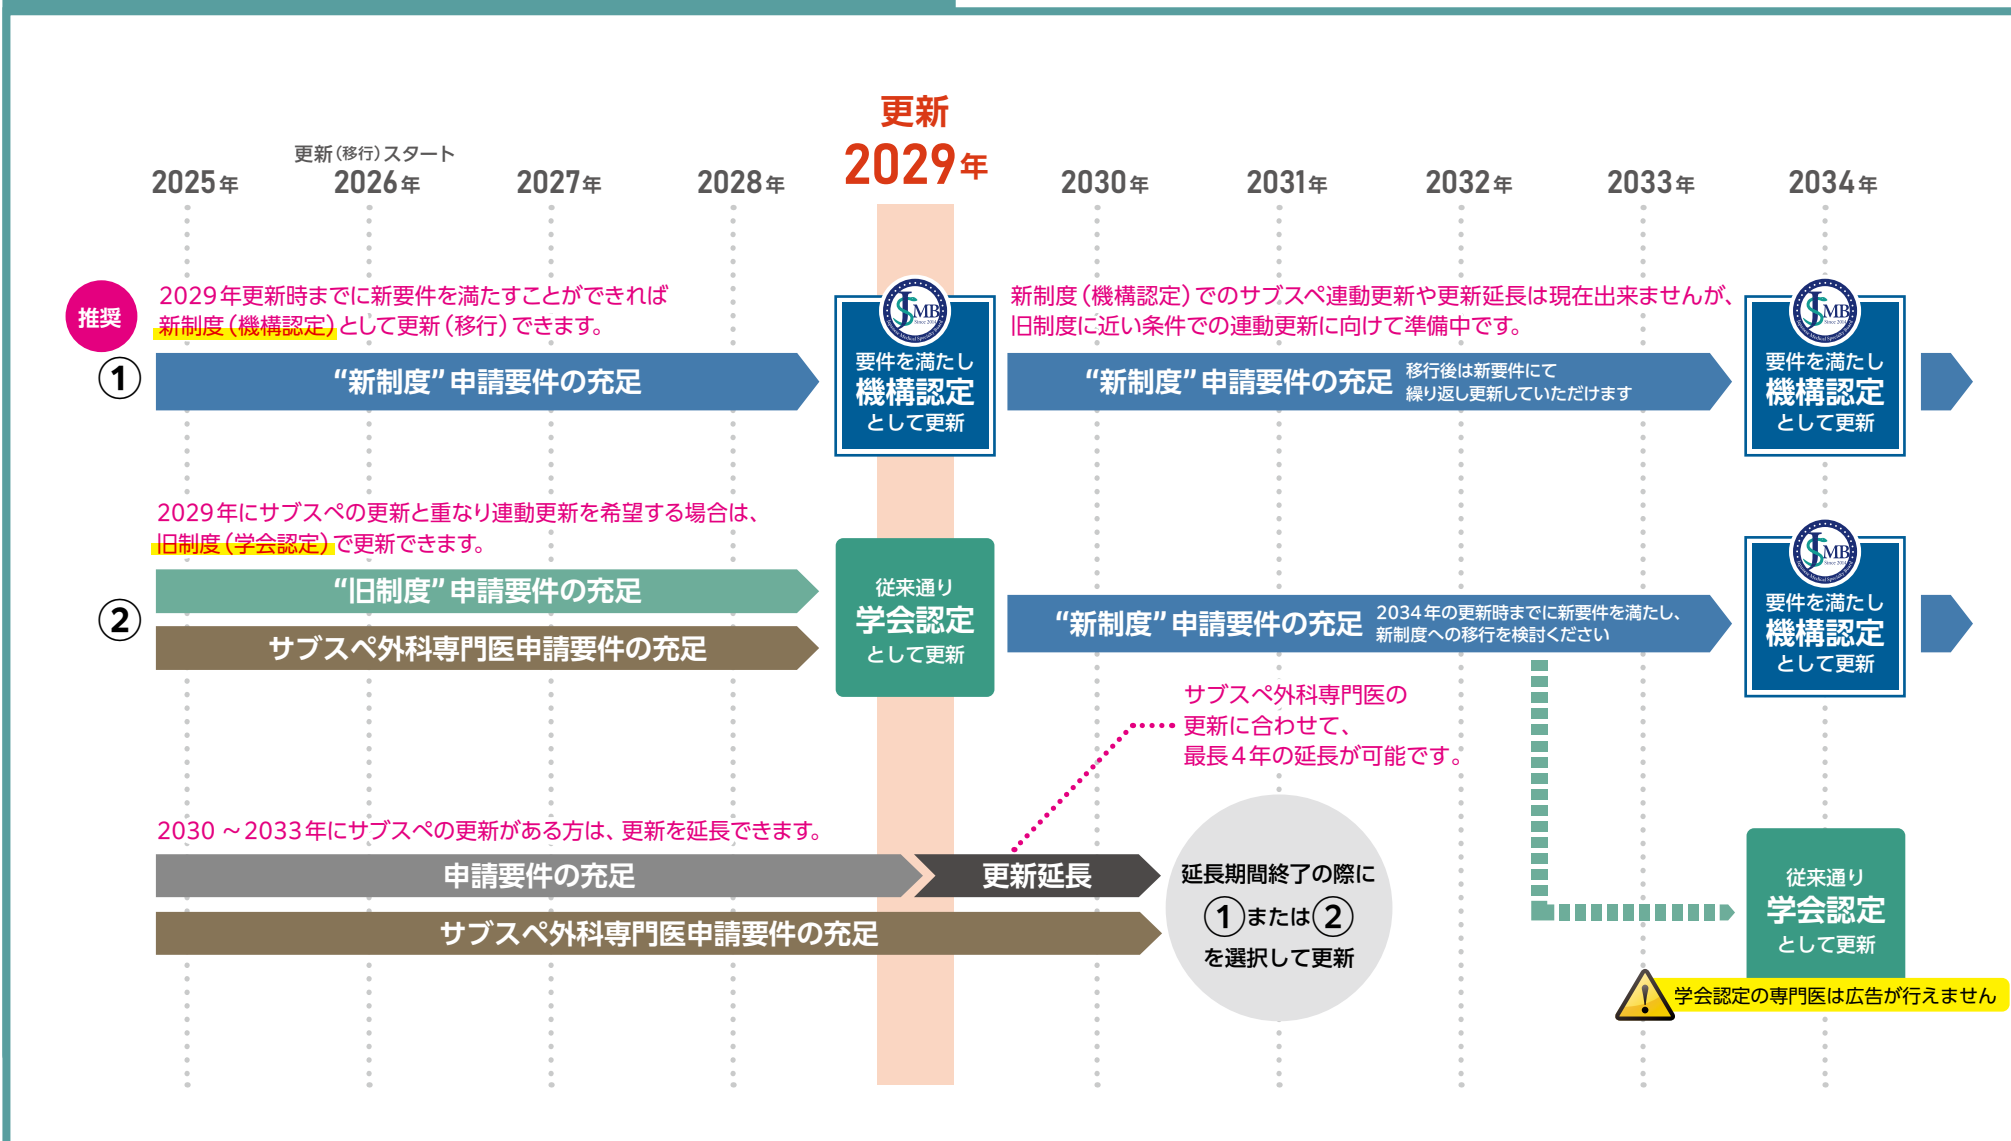 更新
2029年
更新(移行)スタート
2025年
2026年
2027年
2028年
2030年
2031年
2032年
2033年
2034年
推奨
①
2029年更新時までに新要件を満たすことができれば
新制度(機構認定)として更新(移行)できます。
“新制度”申請要件の充足
JSMB
Since 2014
要件を満たし
機構認定
として更新
新制度(機構認定)でのサブスペ連動更新や更新延長は現在出来ませんが、
旧制度に近い条件での連動更新に向けて準備中です。
“新制度”申請要件の充足
移行後は新要件にて
繰り返し更新していただけます
JSMB
Since 2014
要件を満たし
機構認定
として更新
②
2029年にサブスペの更新と重なり連動更新を希望する場合は、
旧制度(学会認定)で更新できます。
“旧制度”申請要件の充足
サブスペ外科専門医申請要件の充足
従来通り
学会認定
として更新
“新制度”申請要件の充足
2034年の更新時までに新要件を満たし、
新制度への移行を検討ください
JSMB
Since 2014
要件を満たし
機構認定
として更新
サブスペ外科専門医の
更新に合わせて、
最長4年の延長が可能です。
2030～2033年にサブスペの更新がある方は、更新を延長できます。
申請要件の充足
更新延長
サブスペ外科専門医申請要件の充足
延長期間終了の際に
①または②
を選択して更新
従来通り
学会認定
として更新
学会認定の専門医は広告が行えません